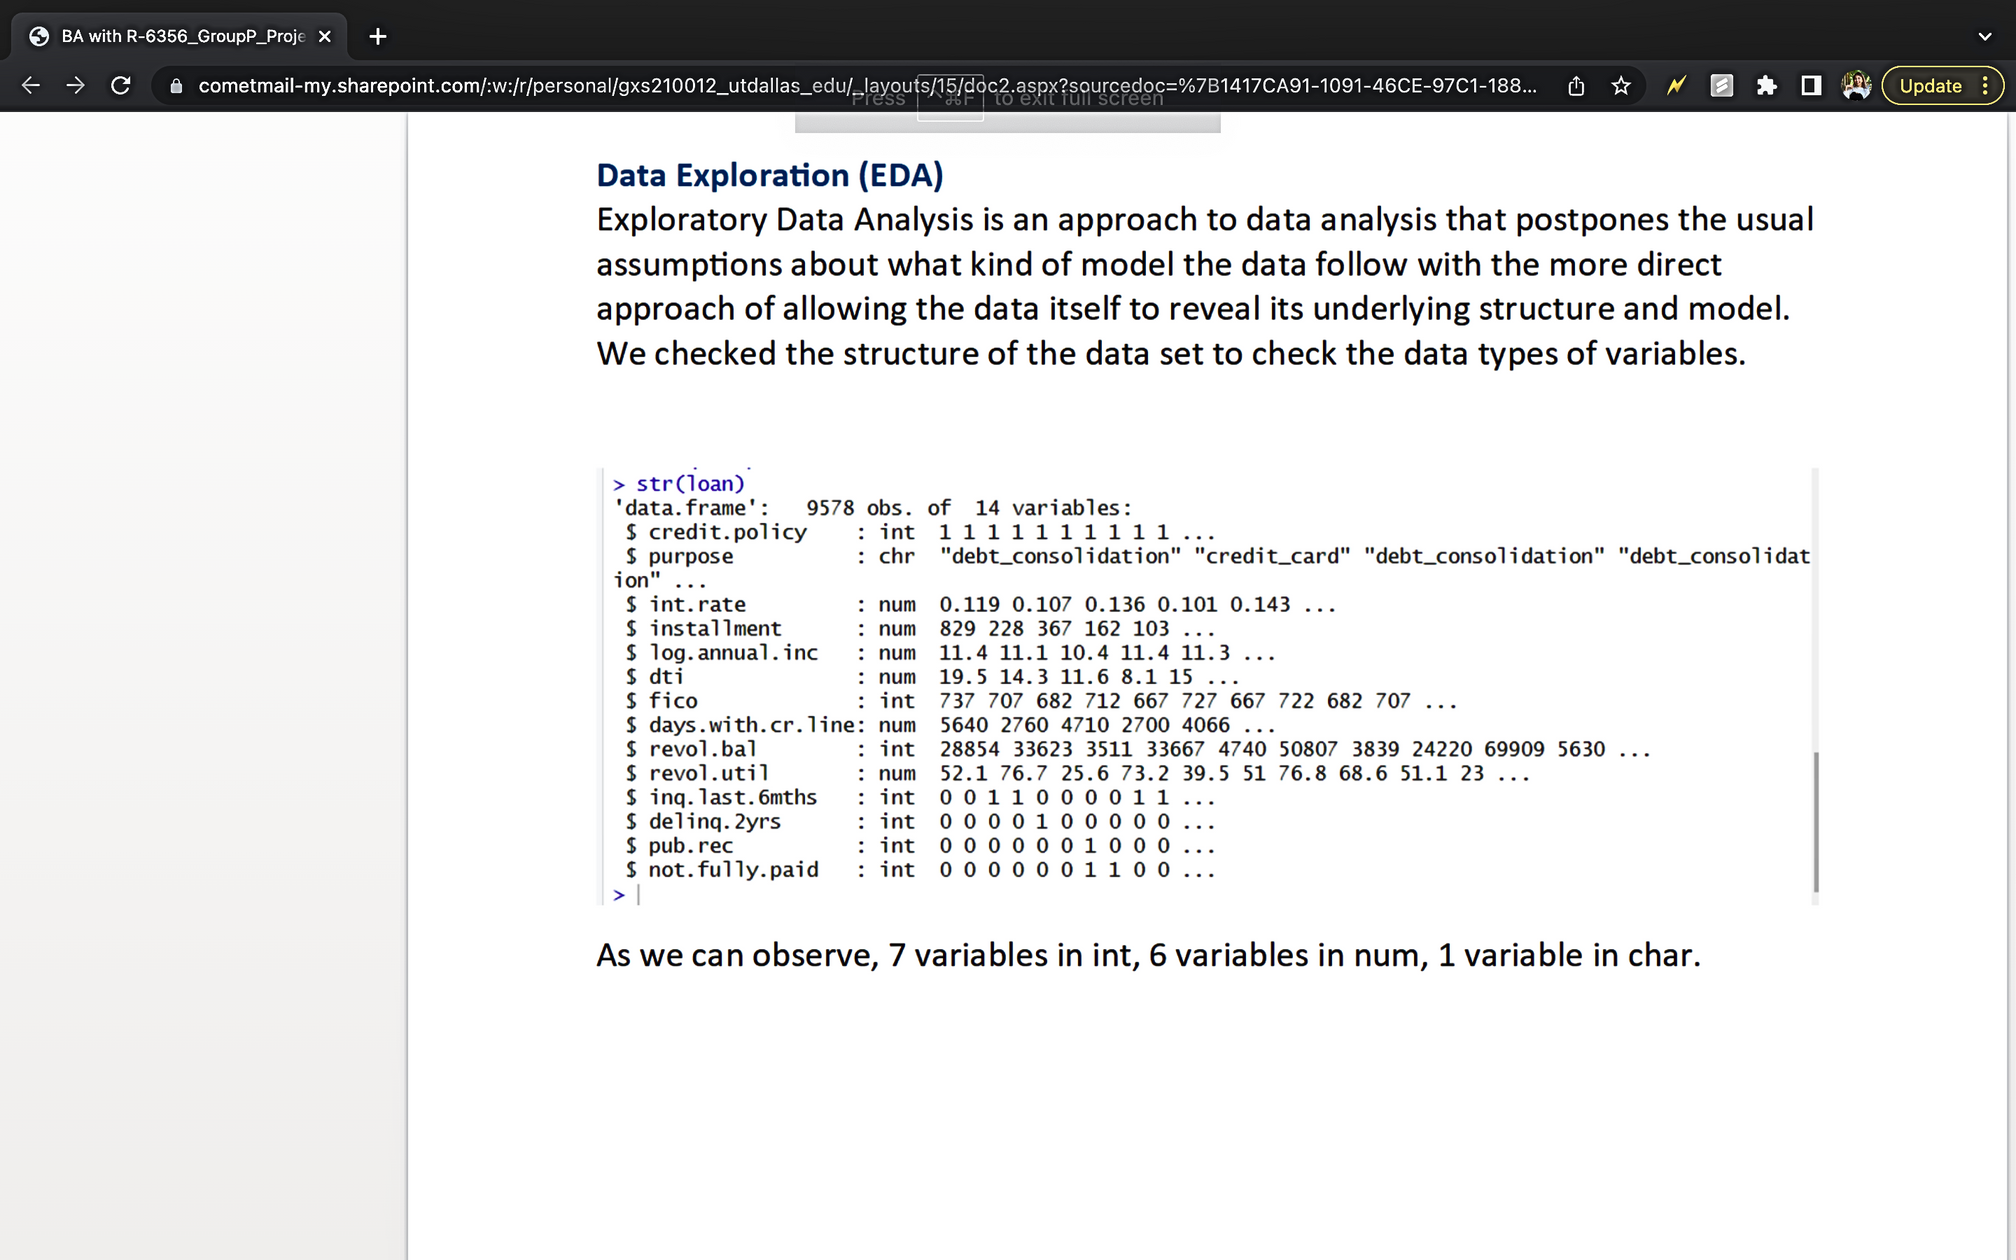 BA with R-6356_GroupP_Proje
cometmail-my.sharepoint.com/:w:/r/personal/gxs210012_utdallas_edu/_layouts/15/doc2.aspx?sourcedoc=%7B1417CA91-1091-46CE-97C1-188...
Update
Press ^⌘F to exit full screen
Data Exploration (EDA)
Exploratory Data Analysis is an approach to data analysis that postpones the usual
assumptions about what kind of model the data follow with the more direct
approach of allowing the data itself to reveal its underlying structure and model.
We checked the structure of the data set to check the data types of variables.
> str(loan)
'data.frame':   9578 obs. of  14 variables:
 $ credit.policy    : int  1 1 1 1 1 1 1 1 1 1 ...
 $ purpose          : chr  "debt_consolidation" "credit_card" "debt_consolidation" "debt_consolidat
ion" ...
 $ int.rate         : num  0.119 0.107 0.136 0.101 0.143 ...
 $ installment      : num  829 228 367 162 103 ...
 $ log.annual.inc   : num  11.4 11.1 10.4 11.4 11.3 ...
 $ dti              : num  19.5 14.3 11.6 8.1 15 ...
 $ fico             : int  737 707 682 712 667 727 667 722 682 707 ...
 $ days.with.cr.line: num  5640 2760 4710 2700 4066 ...
 $ revol.bal        : int  28854 33623 3511 33667 4740 50807 3839 24220 69909 5630 ...
 $ revol.util       : num  52.1 76.7 25.6 73.2 39.5 51 76.8 68.6 51.1 23 ...
 $ inq.last.6mths   : int  0 0 1 1 0 0 0 0 1 1 ...
 $ delinq.2yrs      : int  0 0 0 0 1 0 0 0 0 0 ...
 $ pub.rec          : int  0 0 0 0 0 0 1 0 0 0 ...
 $ not.fully.paid   : int  0 0 0 0 0 0 1 1 0 0 ...
>
As we can observe, 7 variables in int, 6 variables in num, 1 variable in char.